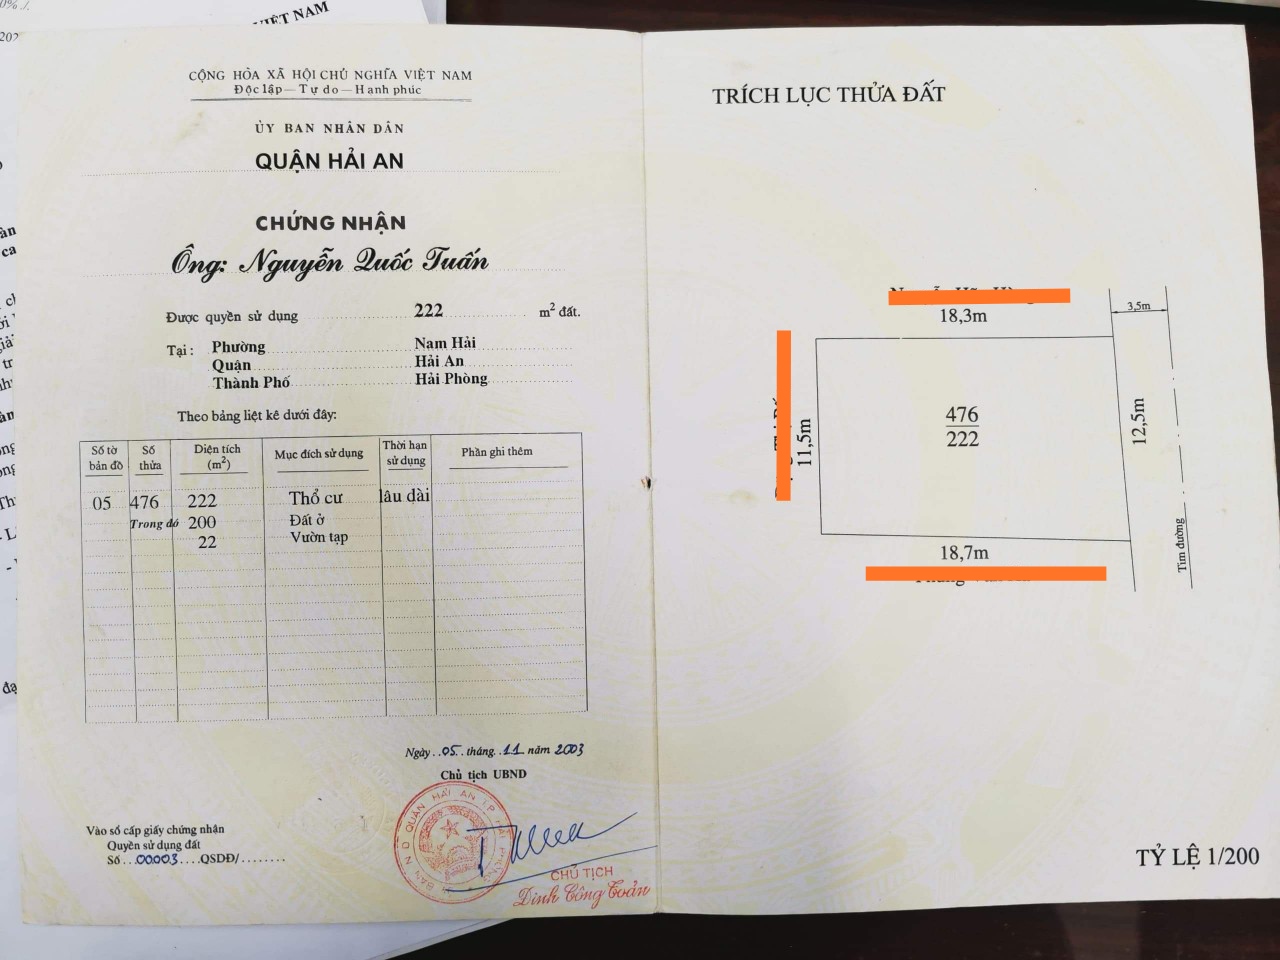 VIỆT NAM
CỘNG HÒA XÃ HỘI CHỦ NGHĨA VIỆT NAM
Độc lập - Tự do - Hạnh phúc
ỦY BAN NHÂN DÂN
QUẬN HẢI AN
CHỨNG NHẬN
Ông: Nguyễn Quốc Tuấn
Được quyền sử dụng 222 m² đất.
Tại: Phường Nam Hải
Quận Hải An
Thành Phố Hải Phòng
Theo bảng liệt kê dưới đây:
Số tờ bản đồ Số thửa Diện tích (m²) Mục đích sử dụng Thời hạn sử dụng Phần ghi thêm
05 476 222 Thổ cư lâu dài
Trong đó 200 Đất ở
22 Vườn tạp
Ngày..05..tháng..11 năm 2003
Chủ tịch UBND
Vào sổ cấp giấy chứng nhận
Quyền sử dụng đất
Số...00003....QSDĐ/........
CHỦ TỊCH
Đinh Công Toản
TRÍCH LỤC THỬA ĐẤT
18,3m
3,5m
11,5m
476
222
12,5m
18,7m
Tim đường
TỶ LỆ 1/200